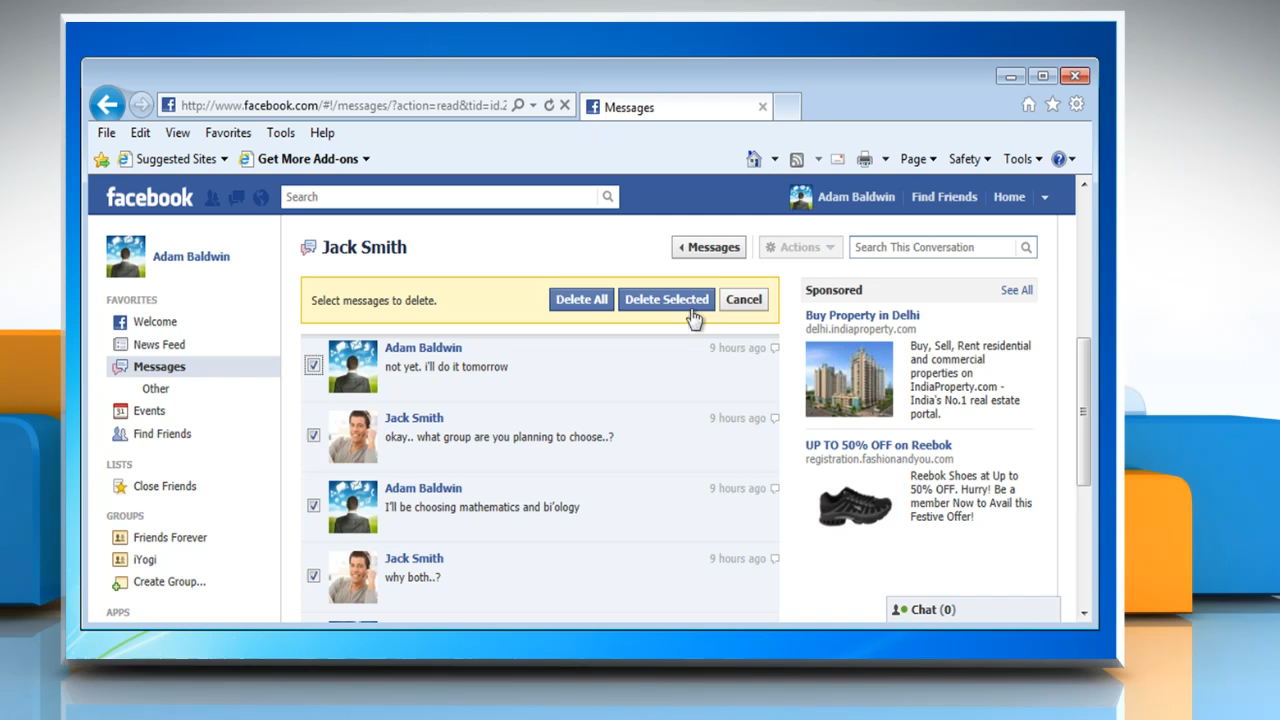 http://www.facebook.com/#!/messages/?action=read&tid=id.2
Messages
File Edit View Favorites Tools Help
Suggested Sites Get More Add-ons
Page Safety Tools
facebook
Search
Adam Baldwin Find Friends Home
Adam Baldwin
FAVORITES
Welcome
News Feed
Messages
Other
31 Events
Find Friends
LISTS
Close Friends
GROUPS
Friends Forever
iYogi
Create Group...
APPS
Jack Smith
Messages
Actions
Search This Conversation
Select messages to delete.
Delete All
Delete Selected
Cancel
Adam Baldwin 9 hours ago
not yet. i'll do it tomorrow
Jack Smith 9 hours ago
okay.. what group are you planning to choose..?
Adam Baldwin 9 hours ago
I'll be choosing mathematics and bi'ology
Jack Smith 9 hours ago
why both..?
Sponsored See All
Buy Property in Delhi
delhi.indiaproperty.com
Buy, Sell, Rent residential
and commercial
properties on
IndiaProperty.com -
India's No.1 real estate
portal.
UP TO 50% OFF on Reebok
registration.fashionandyou.com
Reebok Shoes at Up to
50% OFF. Hurry! Be a
member Now to Avail this
Festive Offer!
Chat (0)